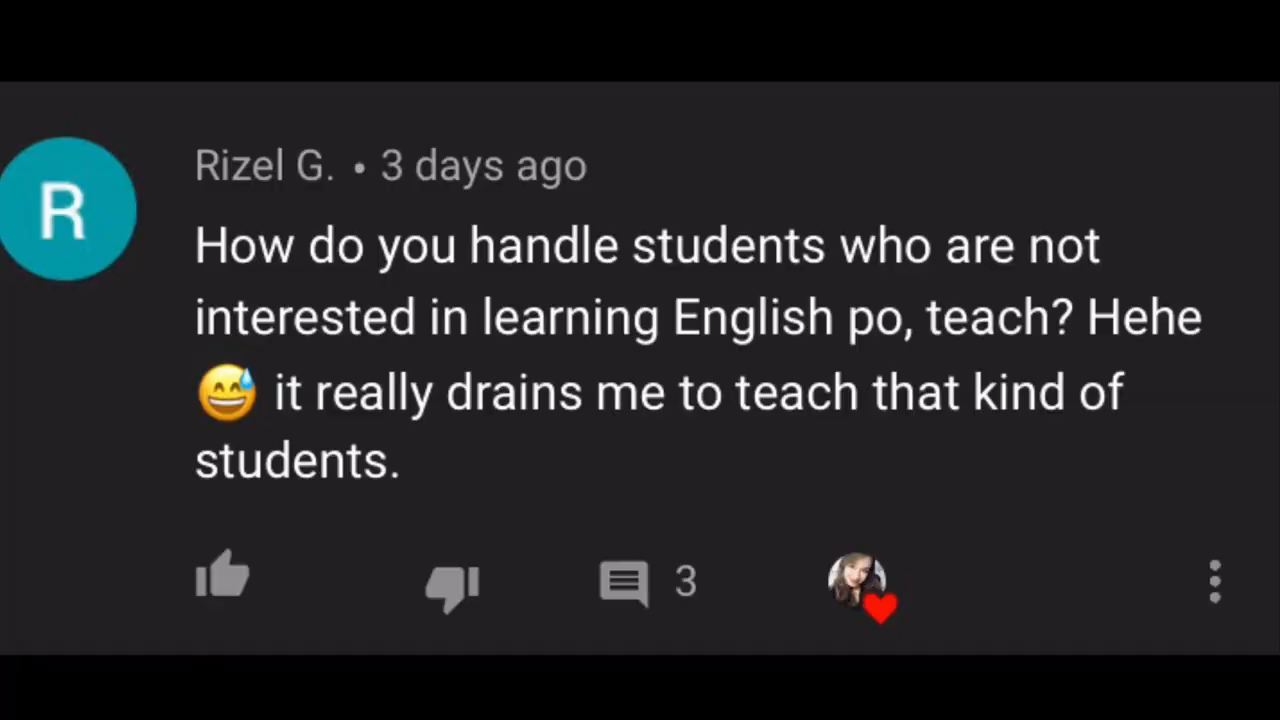 R
Rizel G. • 3 days ago
How do you handle students who are not
interested in learning English po, teach? Hehe
😅 it really drains me to teach that kind of
students.
3